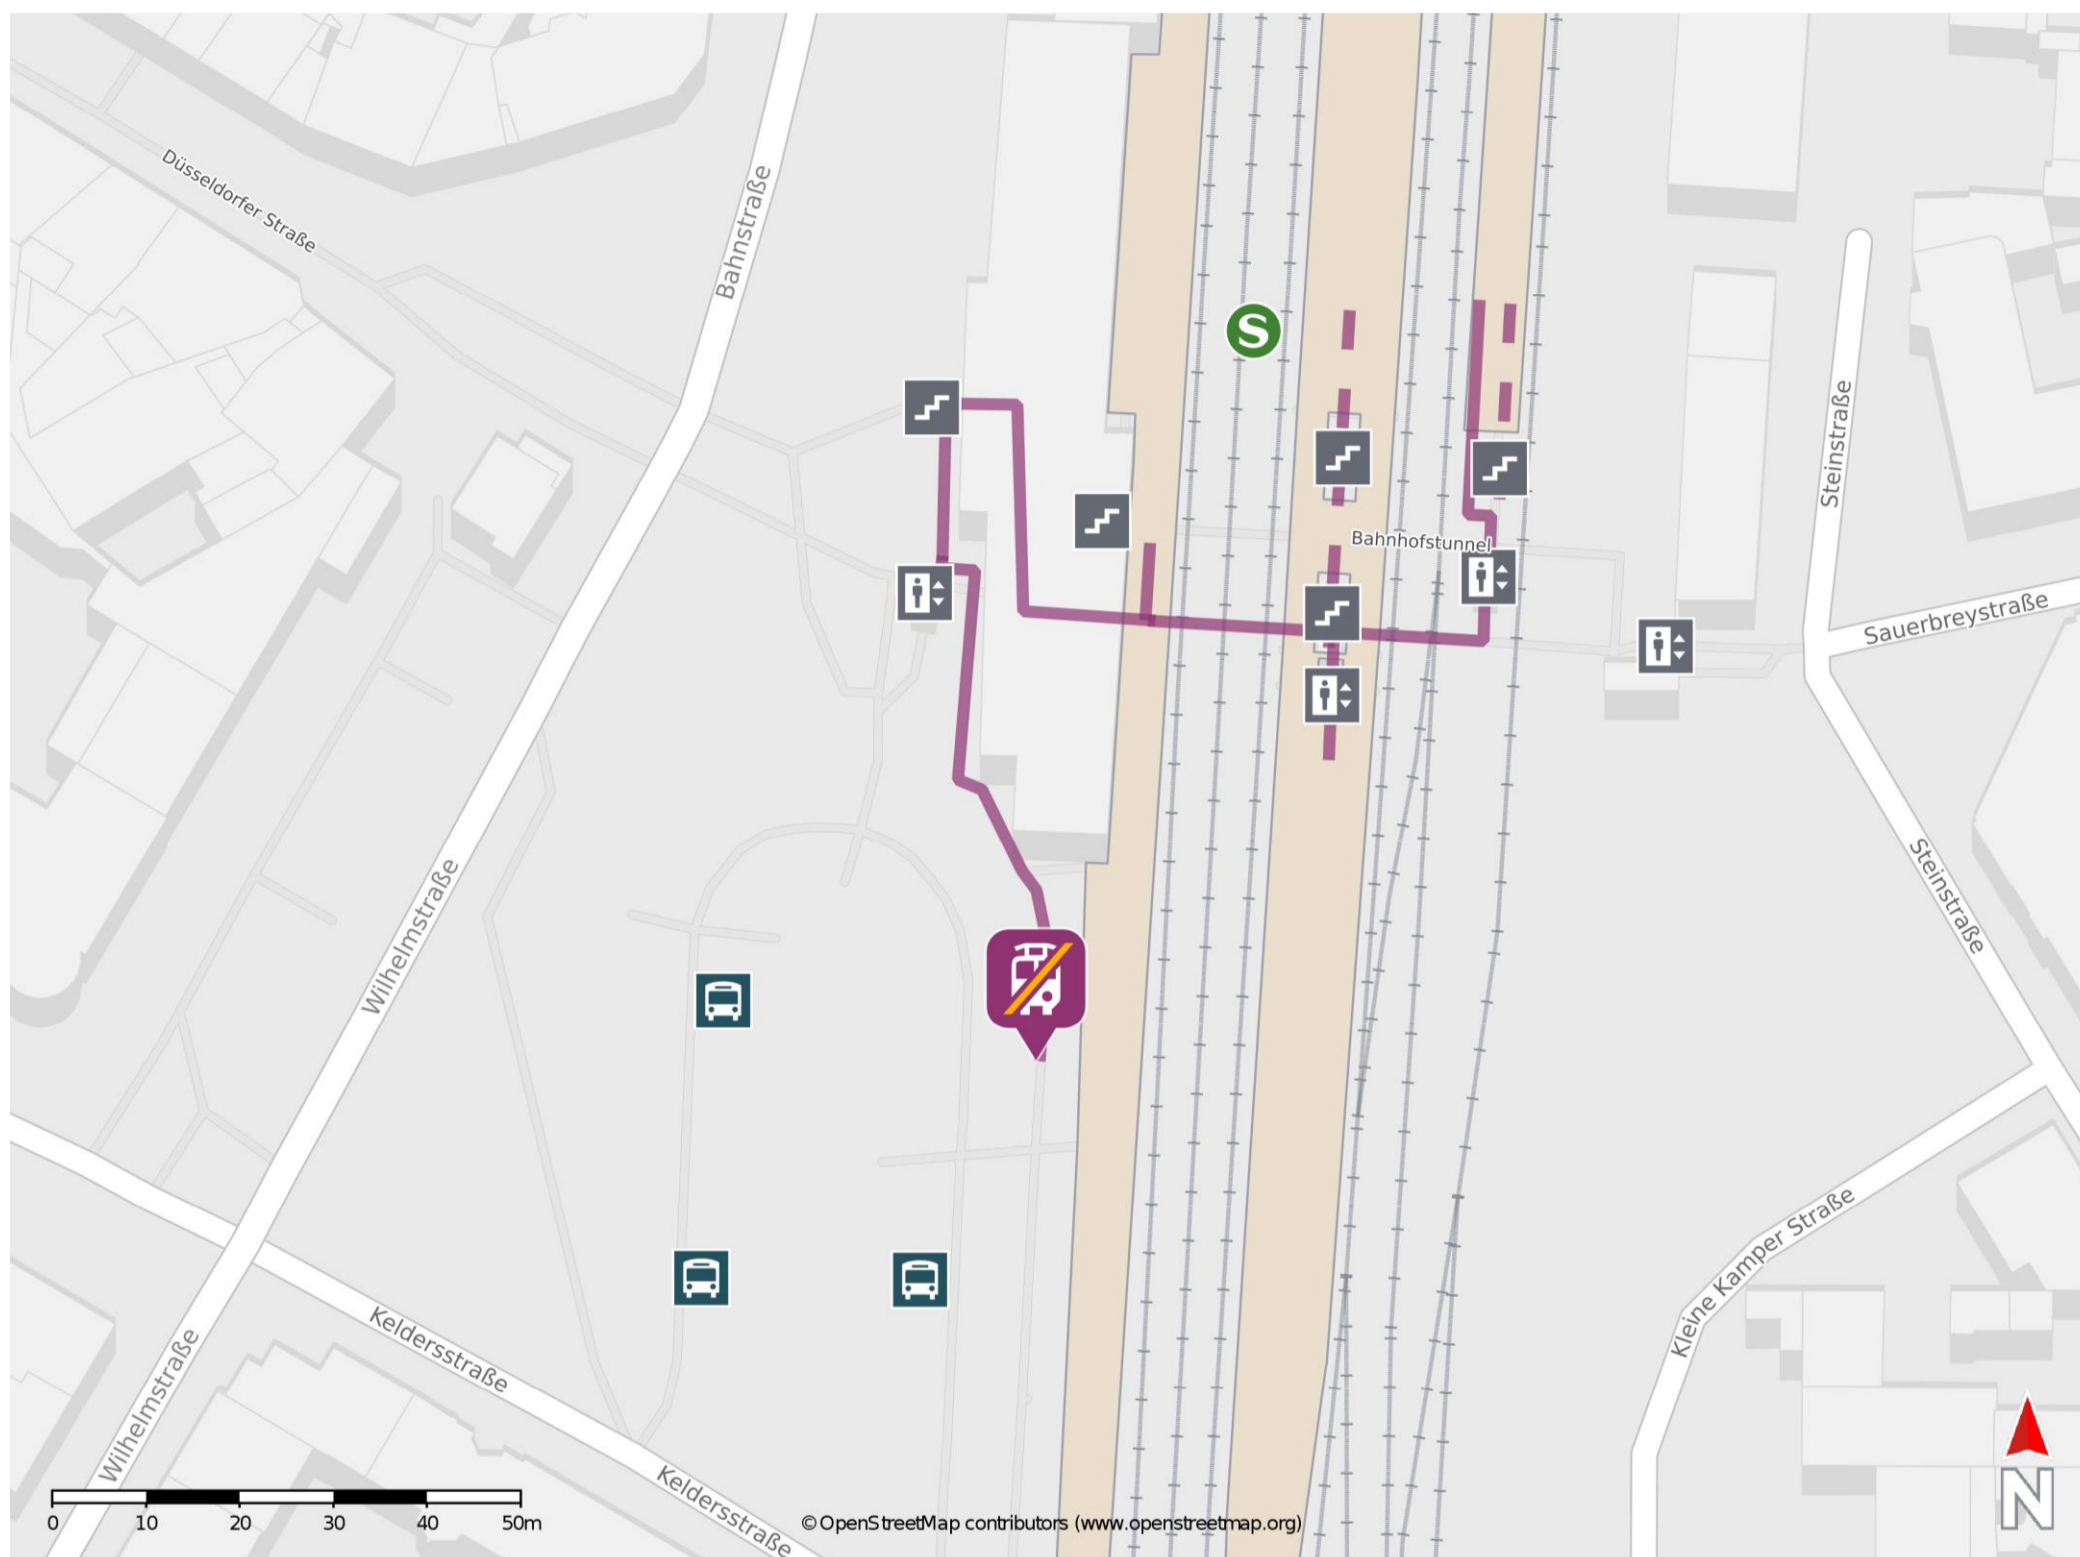 Düsseldorfer Straße
Bahnstraße
S
Steinstraße
Bahnhofstunnel
Sauerbreystraße
Wilhelmstraße
Steinstraße
Kleine Kamper Straße
Keldersstraße
Wilhelmstraße
Keldersstraße
0 10 20 30 40 50m
© OpenStreetMap contributors (www.openstreetmap.org)
N